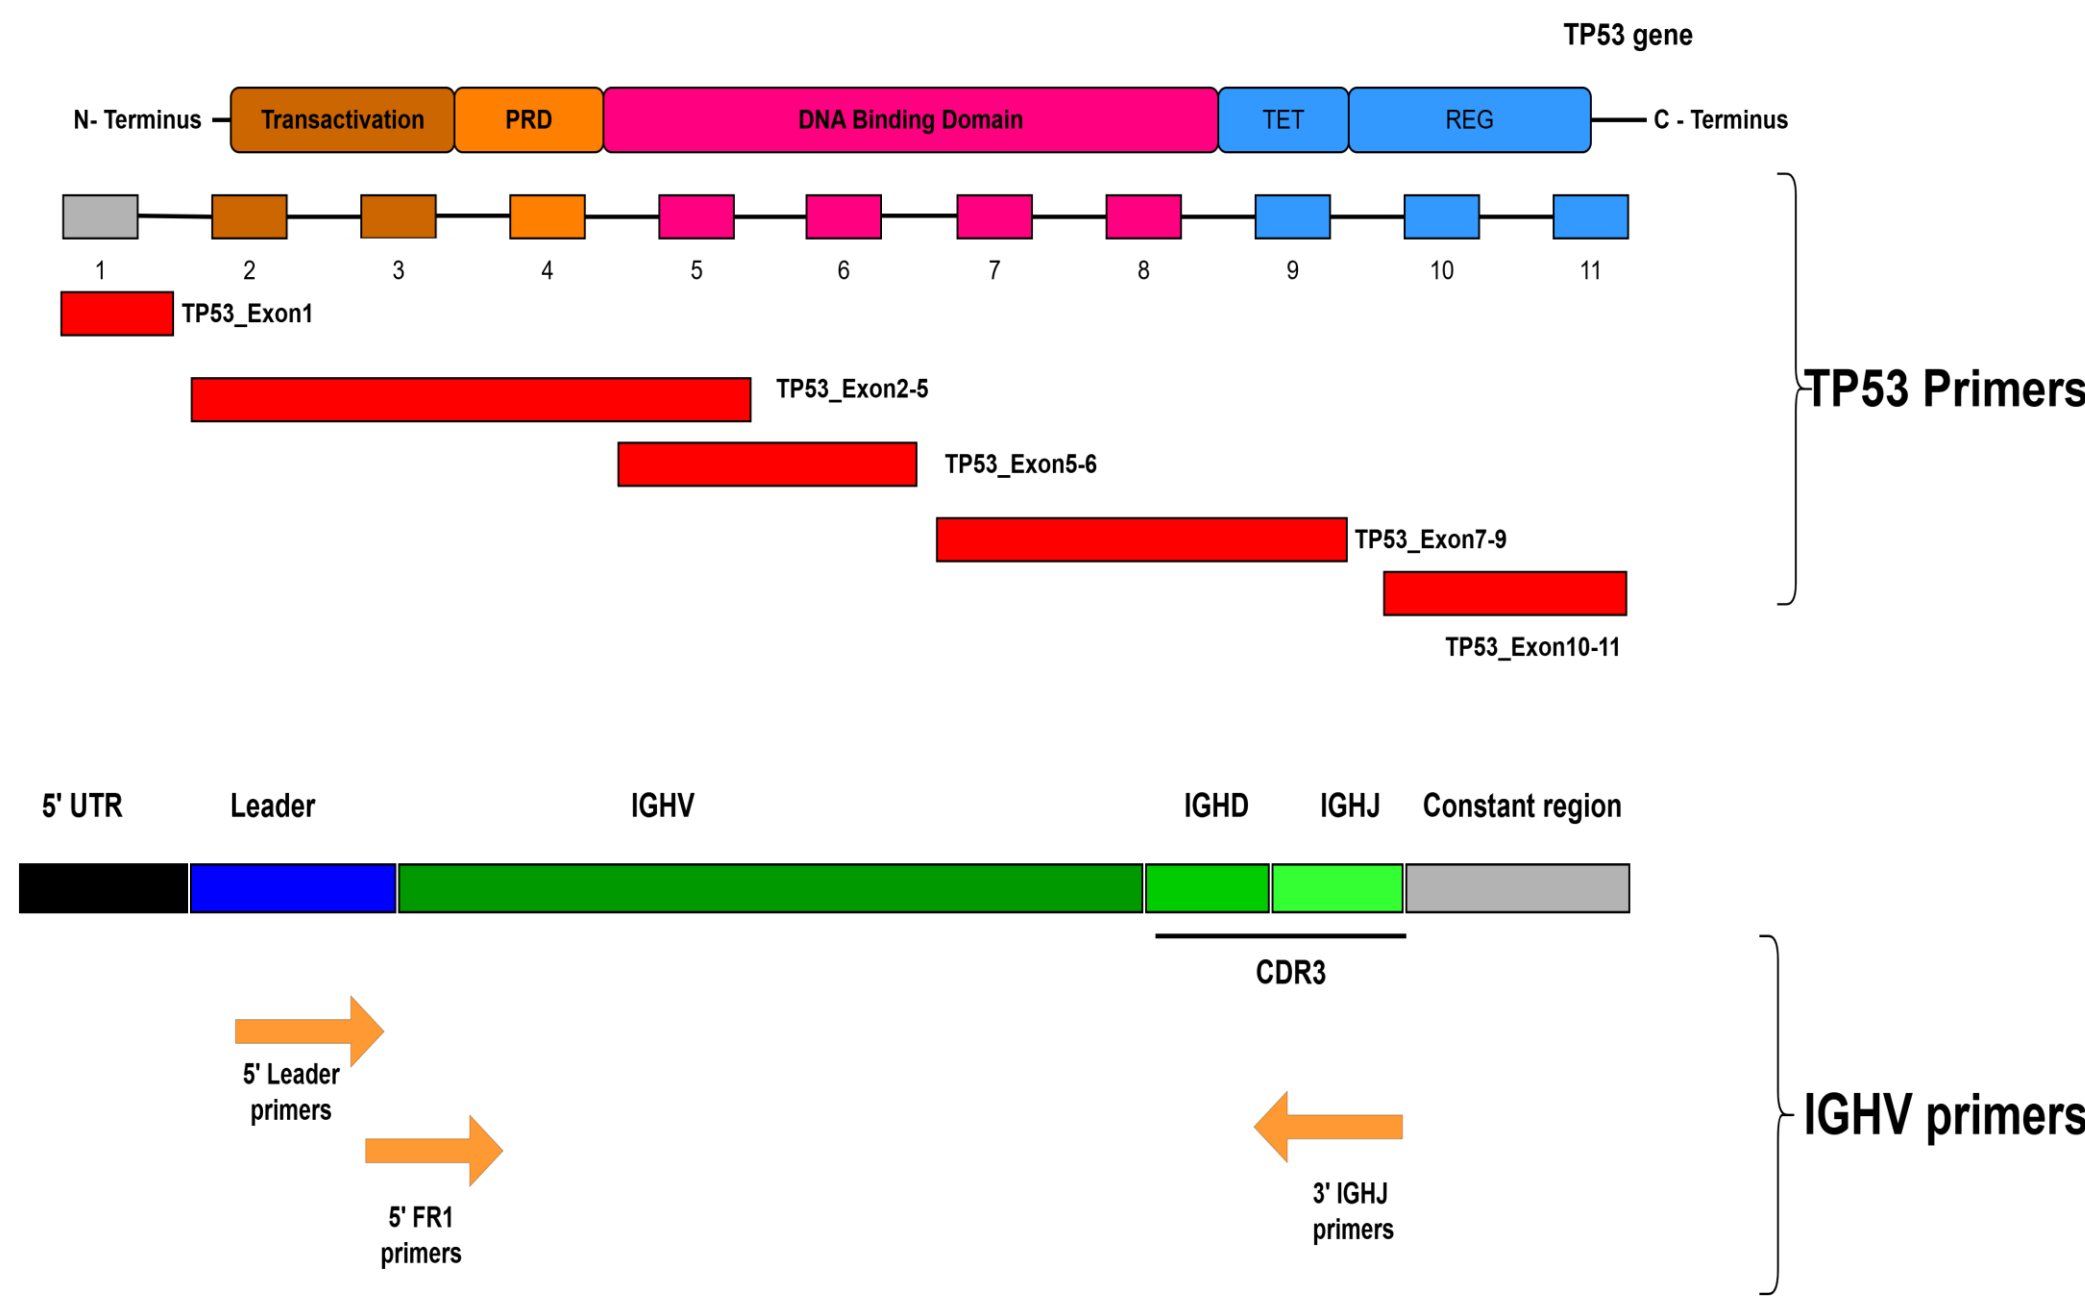 TP53 gene
N- Terminus
Transactivation
PRD
DNA Binding Domain
TET
REG
C - Terminus
1
2
3
4
5
6
7
8
9
10
11
TP53_Exon1
TP53_Exon2-5
TP53_Exon5-6
TP53_Exon7-9
TP53_Exon10-11
TP53 Primers
5' UTR
Leader
IGHV
IGHD
IGHJ
Constant region
CDR3
5' Leader
primers
5' FR1
primers
3' IGHJ
primers
IGHV primers